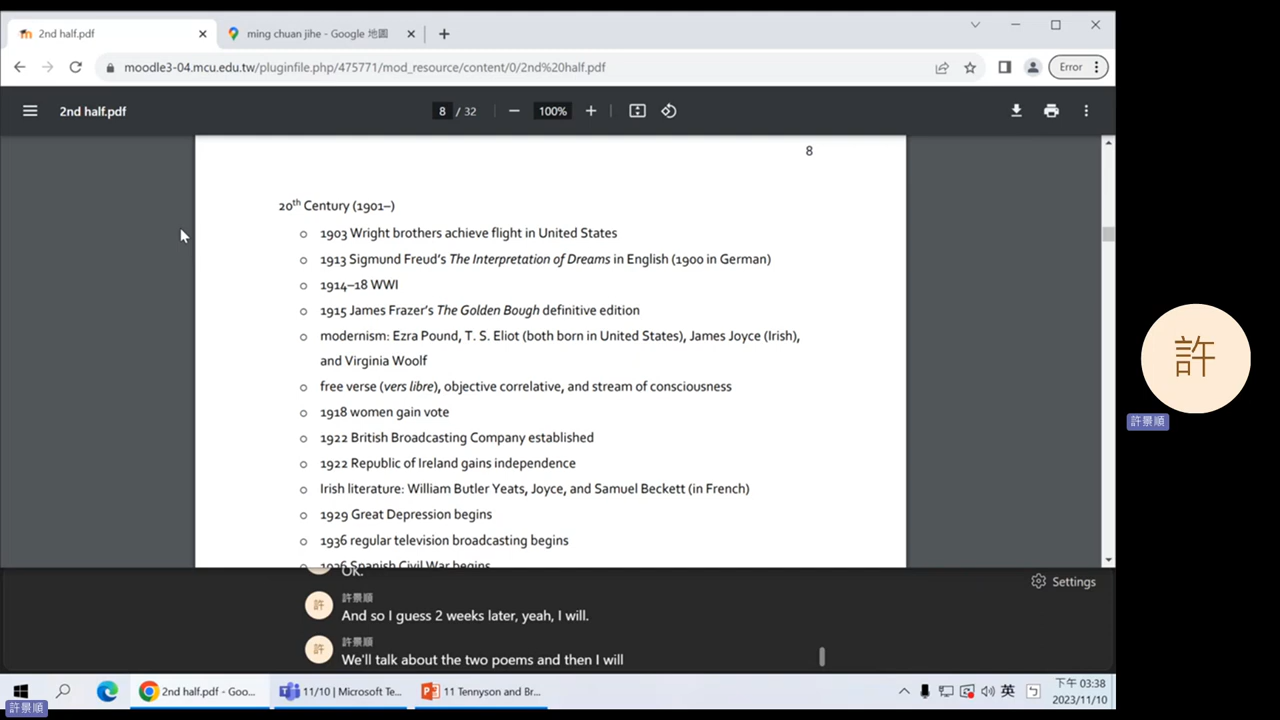 2nd half.pdf
ming chuan jihe - Google 地圖
moodle3-04.mcu.edu.tw/pluginfile.php/475771/mod_resource/content/0/2nd%20half.pdf
Error
2nd half.pdf
8 / 32
100%
8
20th Century (1901–)
1903 Wright brothers achieve flight in United States
1913 Sigmund Freud's The Interpretation of Dreams in English (1900 in German)
1914–18 WWI
1915 James Frazer's The Golden Bough definitive edition
modernism: Ezra Pound, T. S. Eliot (both born in United States), James Joyce (Irish),
and Virginia Woolf
free verse (vers libre), objective correlative, and stream of consciousness
1918 women gain vote
1922 British Broadcasting Company established
1922 Republic of Ireland gains independence
Irish literature: William Butler Yeats, Joyce, and Samuel Beckett (in French)
1929 Great Depression begins
1936 regular television broadcasting begins
1936 Spanish Civil War begins
許
許景順
OK.
Settings
許
許景順
And so I guess 2 weeks later, yeah, I will.
許
許景順
We'll talk about the two poems and then I will
2nd half.pdf - Goo...
11/10 | Microsoft Te...
11 Tennyson and Br...
英
下午 03:38
2023/11/10
許景順